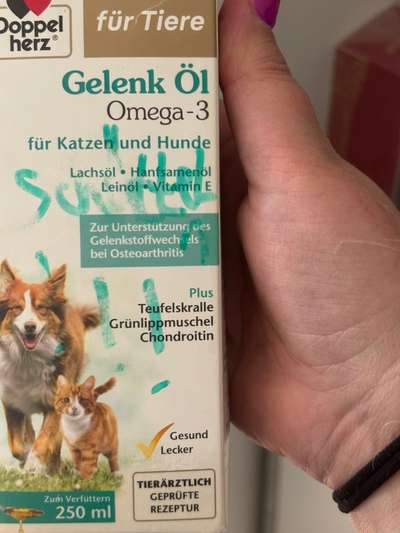 Doppel
herz®
für Tiere
Gelenk Öl
Omega-3
für Katzen und Hunde
Lachsöl • Hanfsamenöl
Leinöl • Vitamin E
Zur Unterstützung des
Gelenkstoffwechsels
bei Osteoarthritis
Plus
Teufelskralle
Grünlippmuschel
Chondroitin
Gesund
Lecker
TIERÄRZTLICH
GEPRÜFTE
REZEPTUR
Zum Verfüttern
250 ml